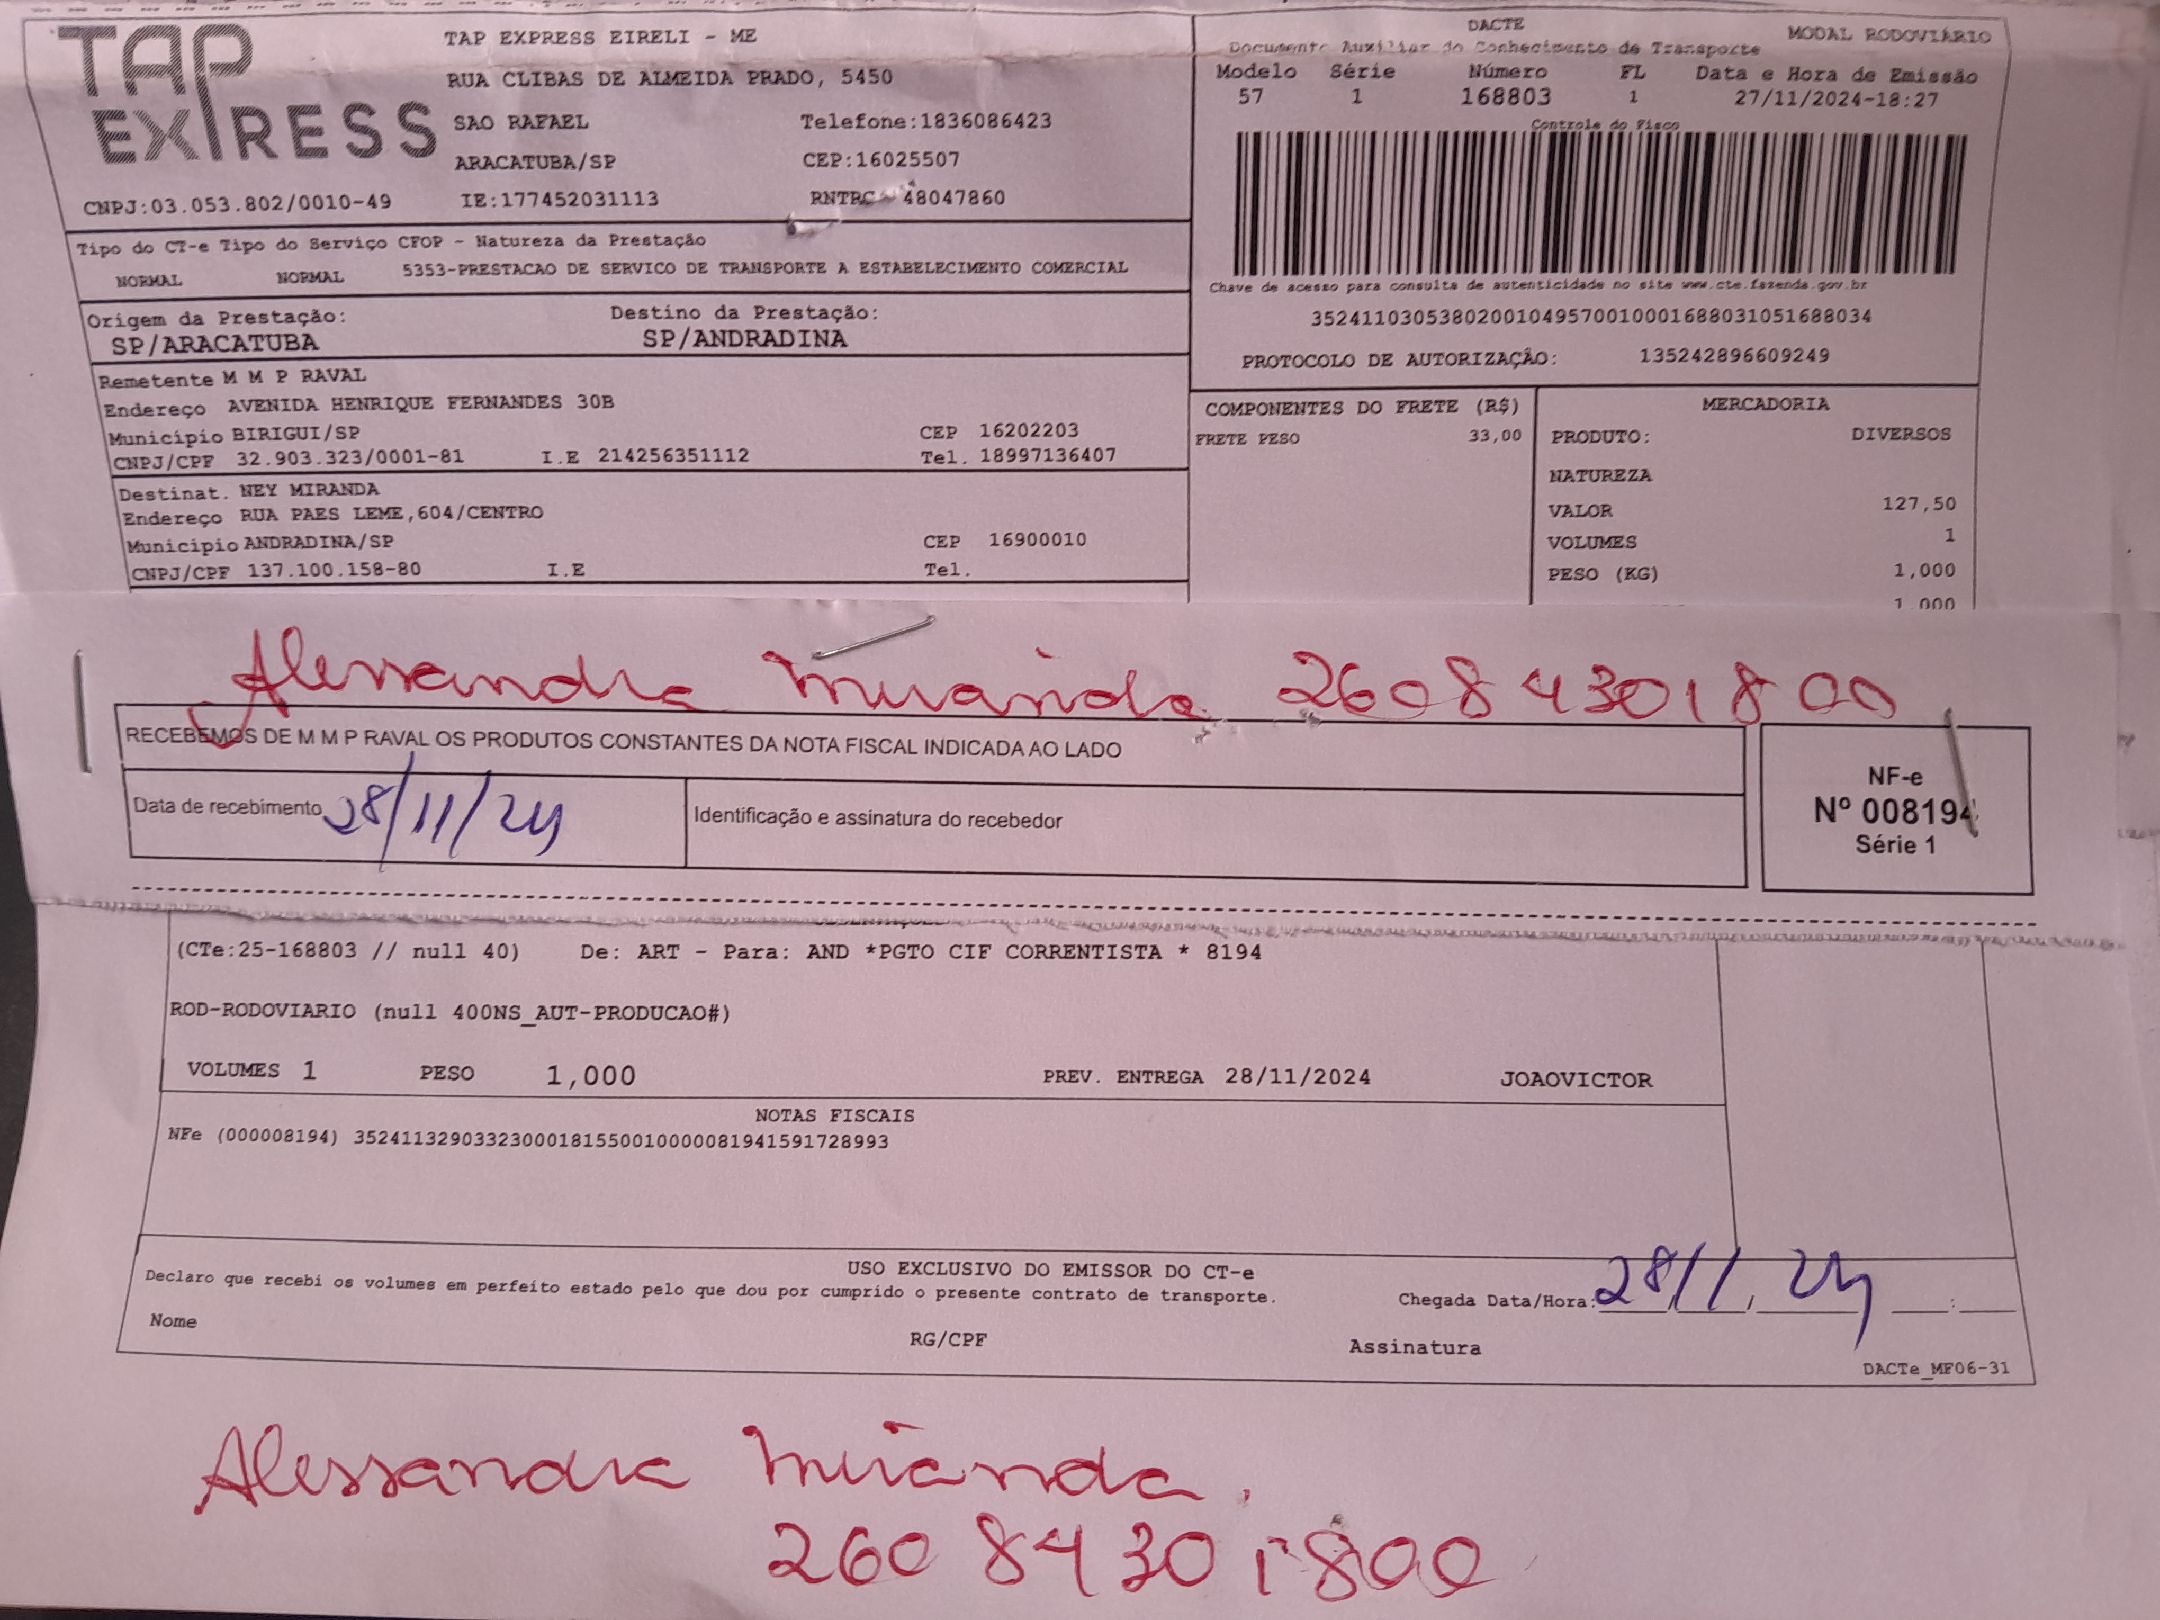 TAP EXPRESS
TAP EXPRESS EIRELI - ME
RUA CLIBAS DE ALMEIDA PRADO, 5450
SAO RAFAEL Telefone:1836086423
ARACATUBA/SP CEP:16025507
CNPJ:03.053.802/0010-49 IE:177452031113 RNTRC 48047860
DACTE MODAL RODOVIÁRIO
Documento Auxiliar do Conhecimento de Transporte
Modelo Série Número FL Data e Hora de Emissão
57 1 168803 1 27/11/2024-18:27
Controle do Fisco
Chave de acesso para consulta de autenticidade no site www.cte.fazenda.gov.br
35241103053802001049570010001688031051688034
PROTOCOLO DE AUTORIZAÇÃO: 135242896609249
Tipo do CT-e Tipo do Serviço CFOP - Natureza da Prestação
NORMAL NORMAL 5353-PRESTACAO DE SERVICO DE TRANSPORTE A ESTABELECIMENTO COMERCIAL
Origem da Prestação: Destino da Prestação:
SP/ARACATUBA SP/ANDRADINA
Remetente M M P RAVAL
Endereço AVENIDA HENRIQUE FERNANDES 30B
Município BIRIGUI/SP CEP 16202203
CNPJ/CPF 32.903.323/0001-81 I.E 214256351112 Tel. 18997136407
Destinat. NEY MIRANDA
Endereço RUA PAES LEME,604/CENTRO
Município ANDRADINA/SP CEP 16900010
CNPJ/CPF 137.100.158-80 I.E Tel.
COMPONENTES DO FRETE (R$)
FRETE PESO 33,00
MERCADORIA
PRODUTO: DIVERSOS
NATUREZA
VALOR 127,50
VOLUMES 1
PESO (KG) 1,000
1,000
Alessandra Miranda 26084301800
RECEBEMOS DE M M P RAVAL OS PRODUTOS CONSTANTES DA NOTA FISCAL INDICADA AO LADO
Data de recebimento 28/11/24 Identificação e assinatura do recebedor
NF-e
Nº 008194
Série 1
(CTe:25-168803 // null 40) De: ART - Para: AND *PGTO CIF CORRENTISTA * 8194
ROD-RODOVIARIO (null 400NS_AUT-PRODUCAO#)
VOLUMES 1 PESO 1,000 PREV. ENTREGA 28/11/2024 JOAOVICTOR
NOTAS FISCAIS
NFe (000008194) 35241132903323000181550010000081941591728993
USO EXCLUSIVO DO EMISSOR DO CT-e
Declaro que recebi os volumes em perfeito estado pelo que dou por cumprido o presente contrato de transporte.
Chegada Data/Hora: 28/11/24 :
Nome RG/CPF Assinatura
DACTe_MF06-31
Alessandra Miranda.
26084301800